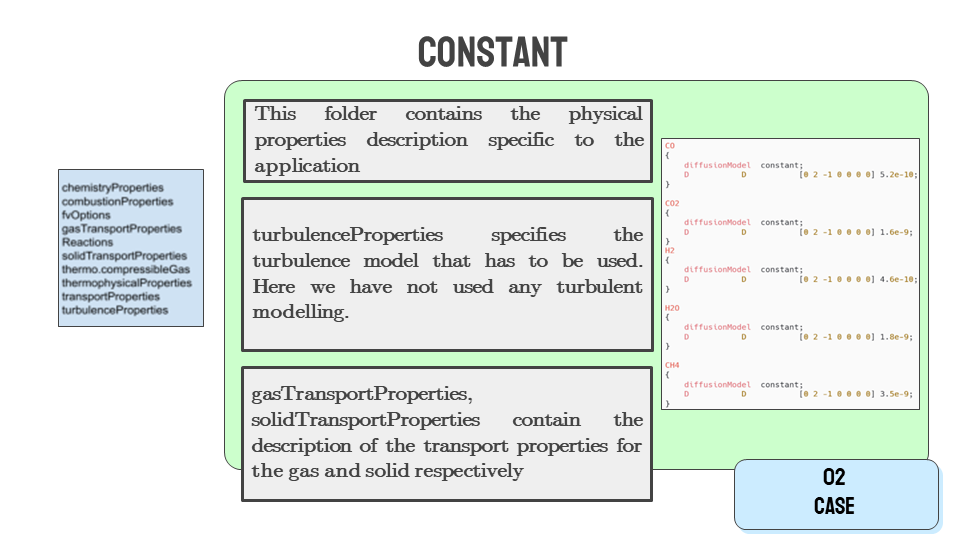 CONSTANT
This folder contains the physical
properties description specific to the
application
chemistryProperties
combustionProperties
fvOptions
gasTransportProperties
Reactions
solidTransportProperties
thermo.compressibleGas
thermophysicalProperties
transportProperties
turbulenceProperties
turbulenceProperties specifies the
turbulence model that has to be used.
Here we have not used any turbulent
modelling.
gasTransportProperties,
solidTransportProperties contain the
description of the transport properties for
the gas and solid respectively
CO
{
diffusionModel constant;
D D [0 2 -1 0 0 0 0] 5.2e-10;
}
CO2
{
diffusionModel constant;
D D [0 2 -1 0 0 0 0] 1.6e-9;
}
H2
{
diffusionModel constant;
D D [0 2 -1 0 0 0 0] 4.6e-10;
}
H2O
{
diffusionModel constant;
D D [0 2 -1 0 0 0 0] 1.8e-9;
}
CH4
{
diffusionModel constant;
D D [0 2 -1 0 0 0 0] 3.5e-9;
}
02
CASE